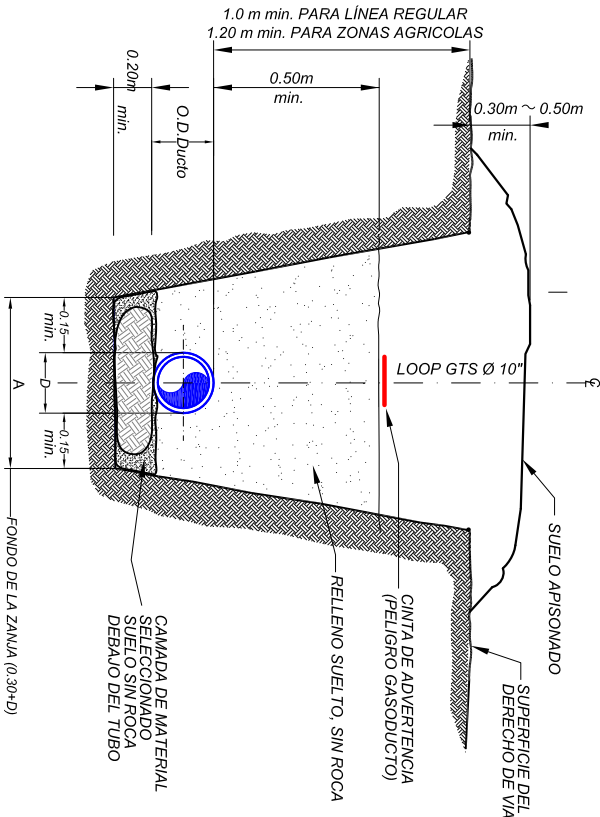 1.0 m min. PARA LÍNEA REGULAR
1.20 m min. PARA ZONAS AGRICOLAS
0.20m
min.
O.D.Ducto
0.50m
min.
0.30m ~ 0.50m
min.
0.15
min.
D
0.15
min.
A
LOOP GTS Ø 10"
CL
FONDO DE LA ZANJA (0.30+D)
CAMADA DE MATERIAL
SELECCIONADO
SUELO SIN ROCA
DEBAJO DEL TUBO
RELLENO SUELTO, SIN ROCA
CINTA DE ADVERTENCIA
(PELIGRO GASODUCTO)
SUELO APISONADO
SUPERFICIE DEL
DERECHO DE VIA